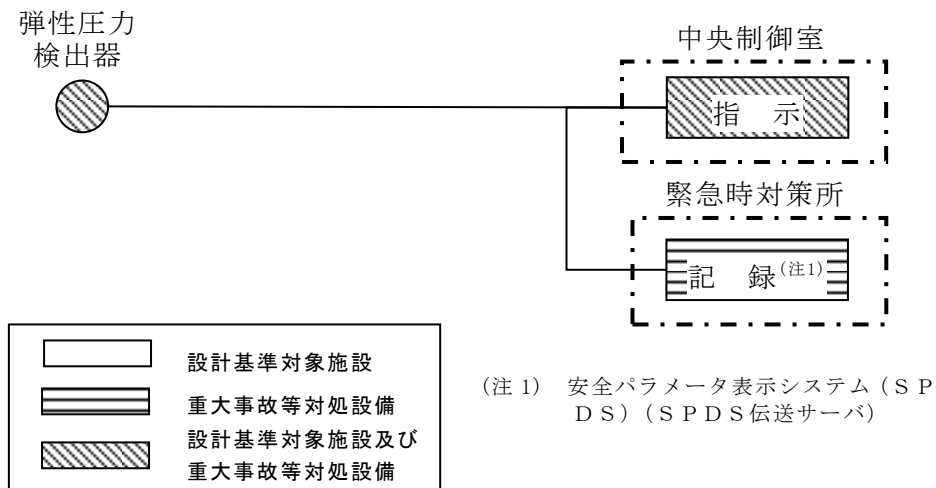 弾性圧力
検出器
中央制御室
指 示
緊急時対策所
記 録(注1)
設計基準対象施設
重大事故等対処設備
設計基準対象施設及び
重大事故等対処設備
(注 1) 安全パラメータ表示システム(SP
DS)(SPDS伝送サーバ)